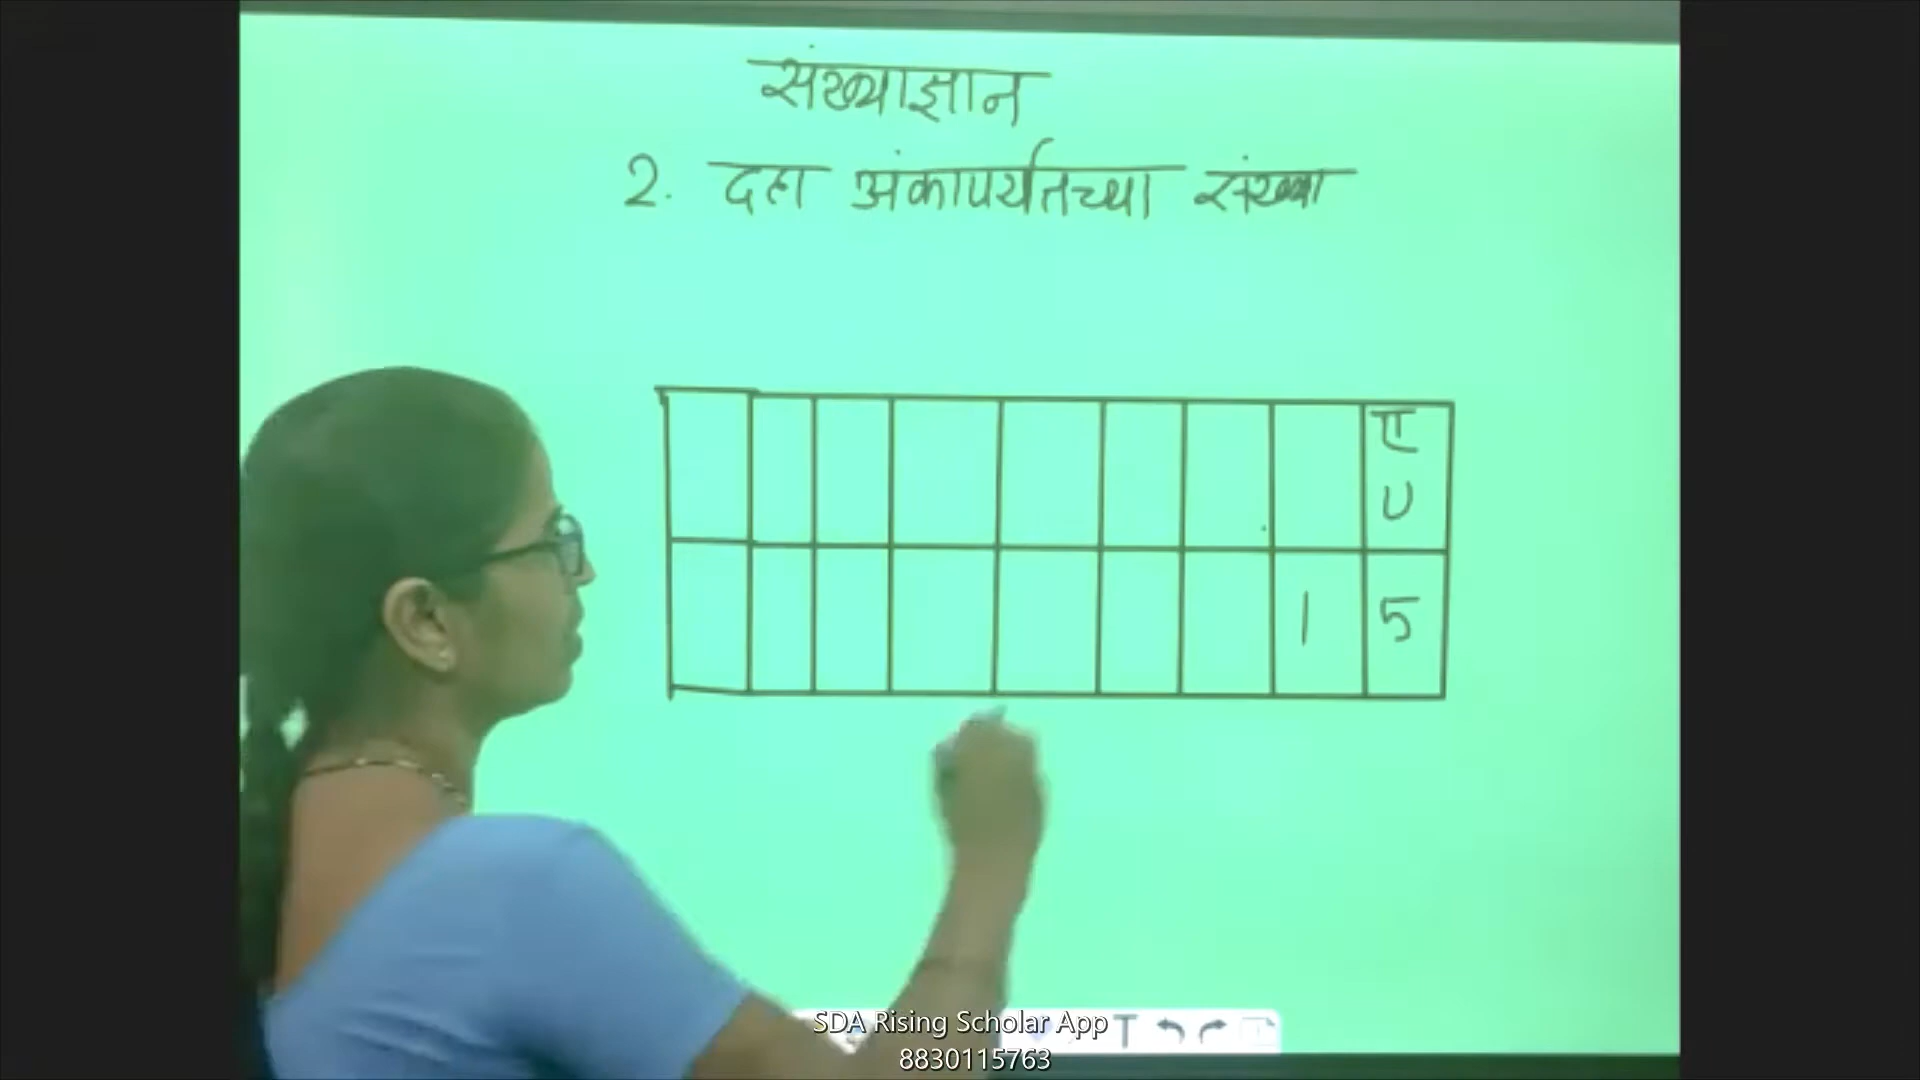 संख्याज्ञान
2. दहा अंकापर्यंतच्या संख्या
ए
U
1 5
T
SDA Rising Scholar App
8830115763